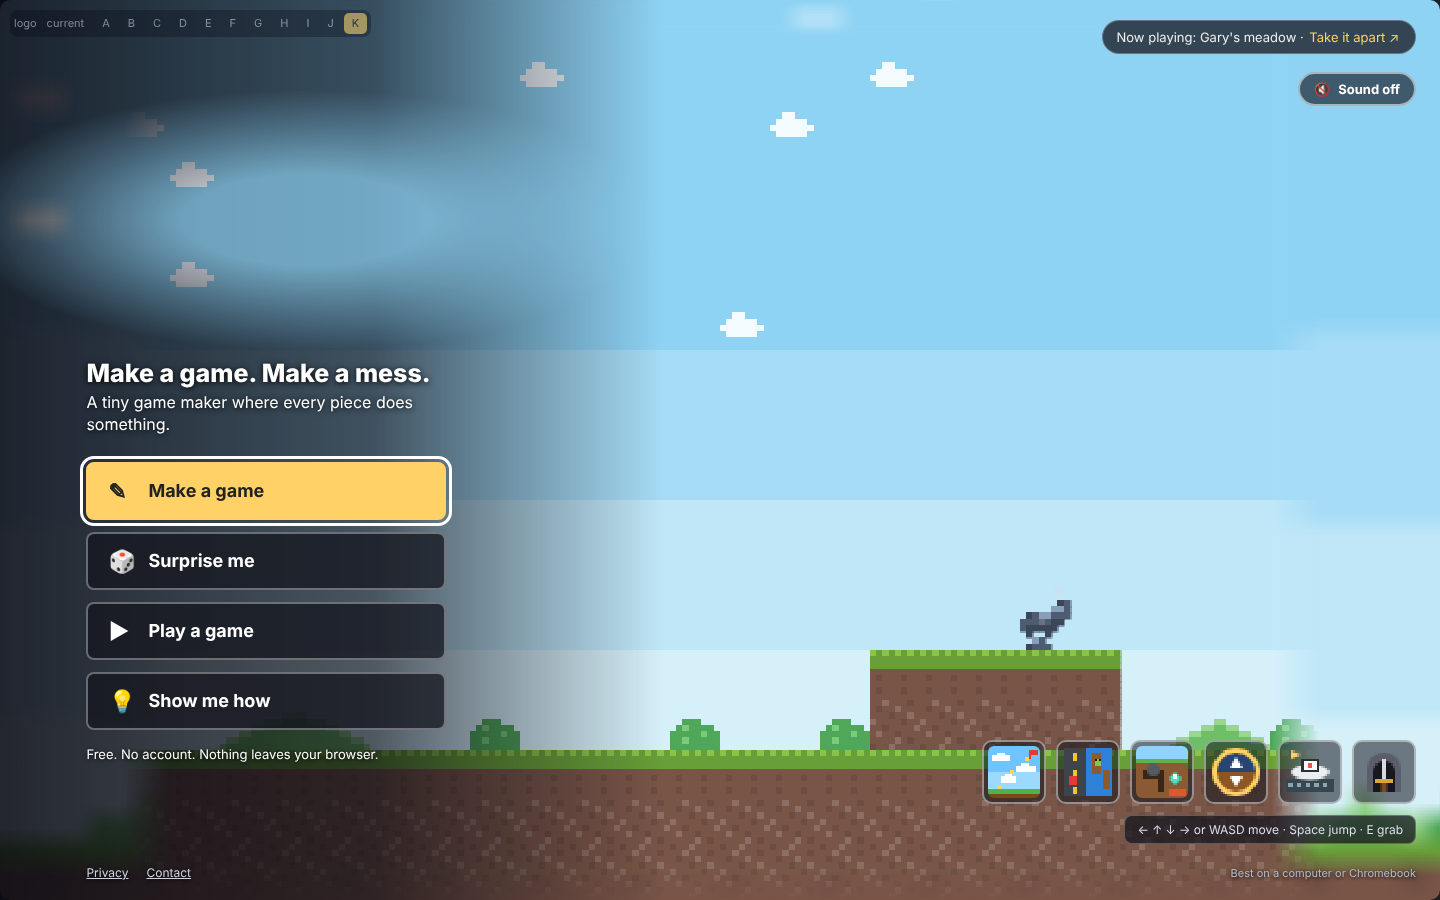 logo current A B C D E F G H I J K
Now playing: Gary's meadow · Take it apart ↗
Sound off
Make a game. Make a mess.
A tiny game maker where every piece does
something.
Make a game
Surprise me
Play a game
Show me how
Free. No account. Nothing leaves your browser.
← ↑ ↓ → or WASD move · Space jump · E grab
Privacy Contact
Best on a computer or Chromebook